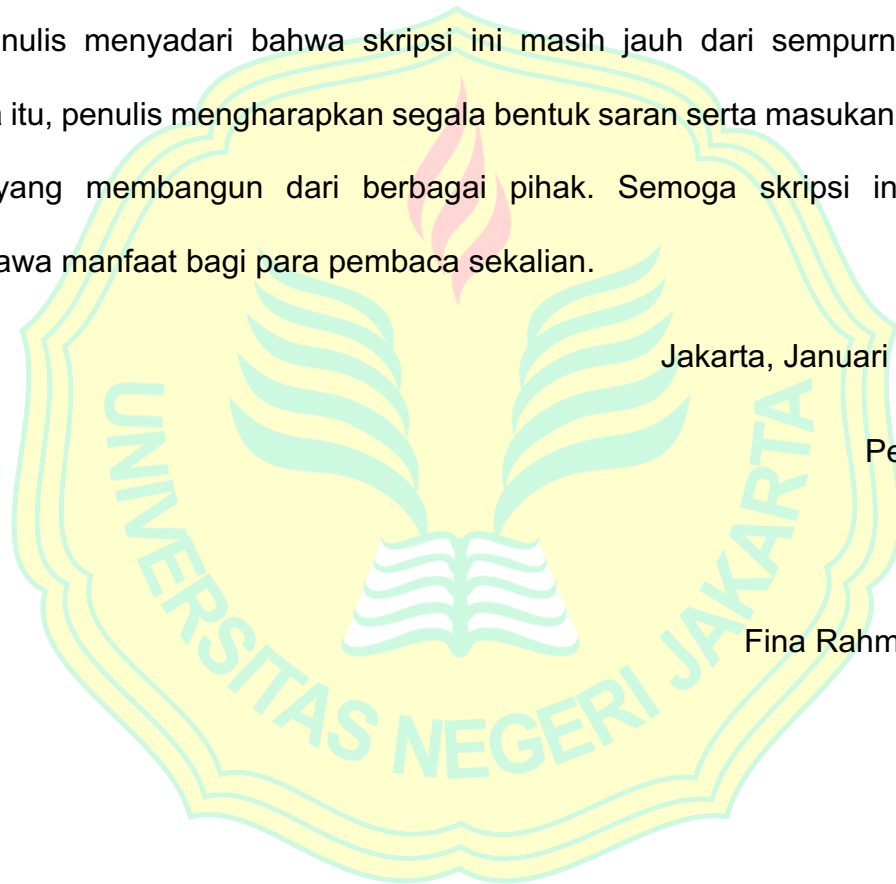 nulis menyadari bahwa skripsi ini masih jauh dari sempurn
itu, penulis mengharapkan segala bentuk saran serta masukan
yang membangun dari berbagai pihak. Semoga skripsi in
awa manfaat bagi para pembaca sekalian.
Jakarta, Januari
Pe
Fina Rahm
UNIVERSITAS NEGERI JAKARTA